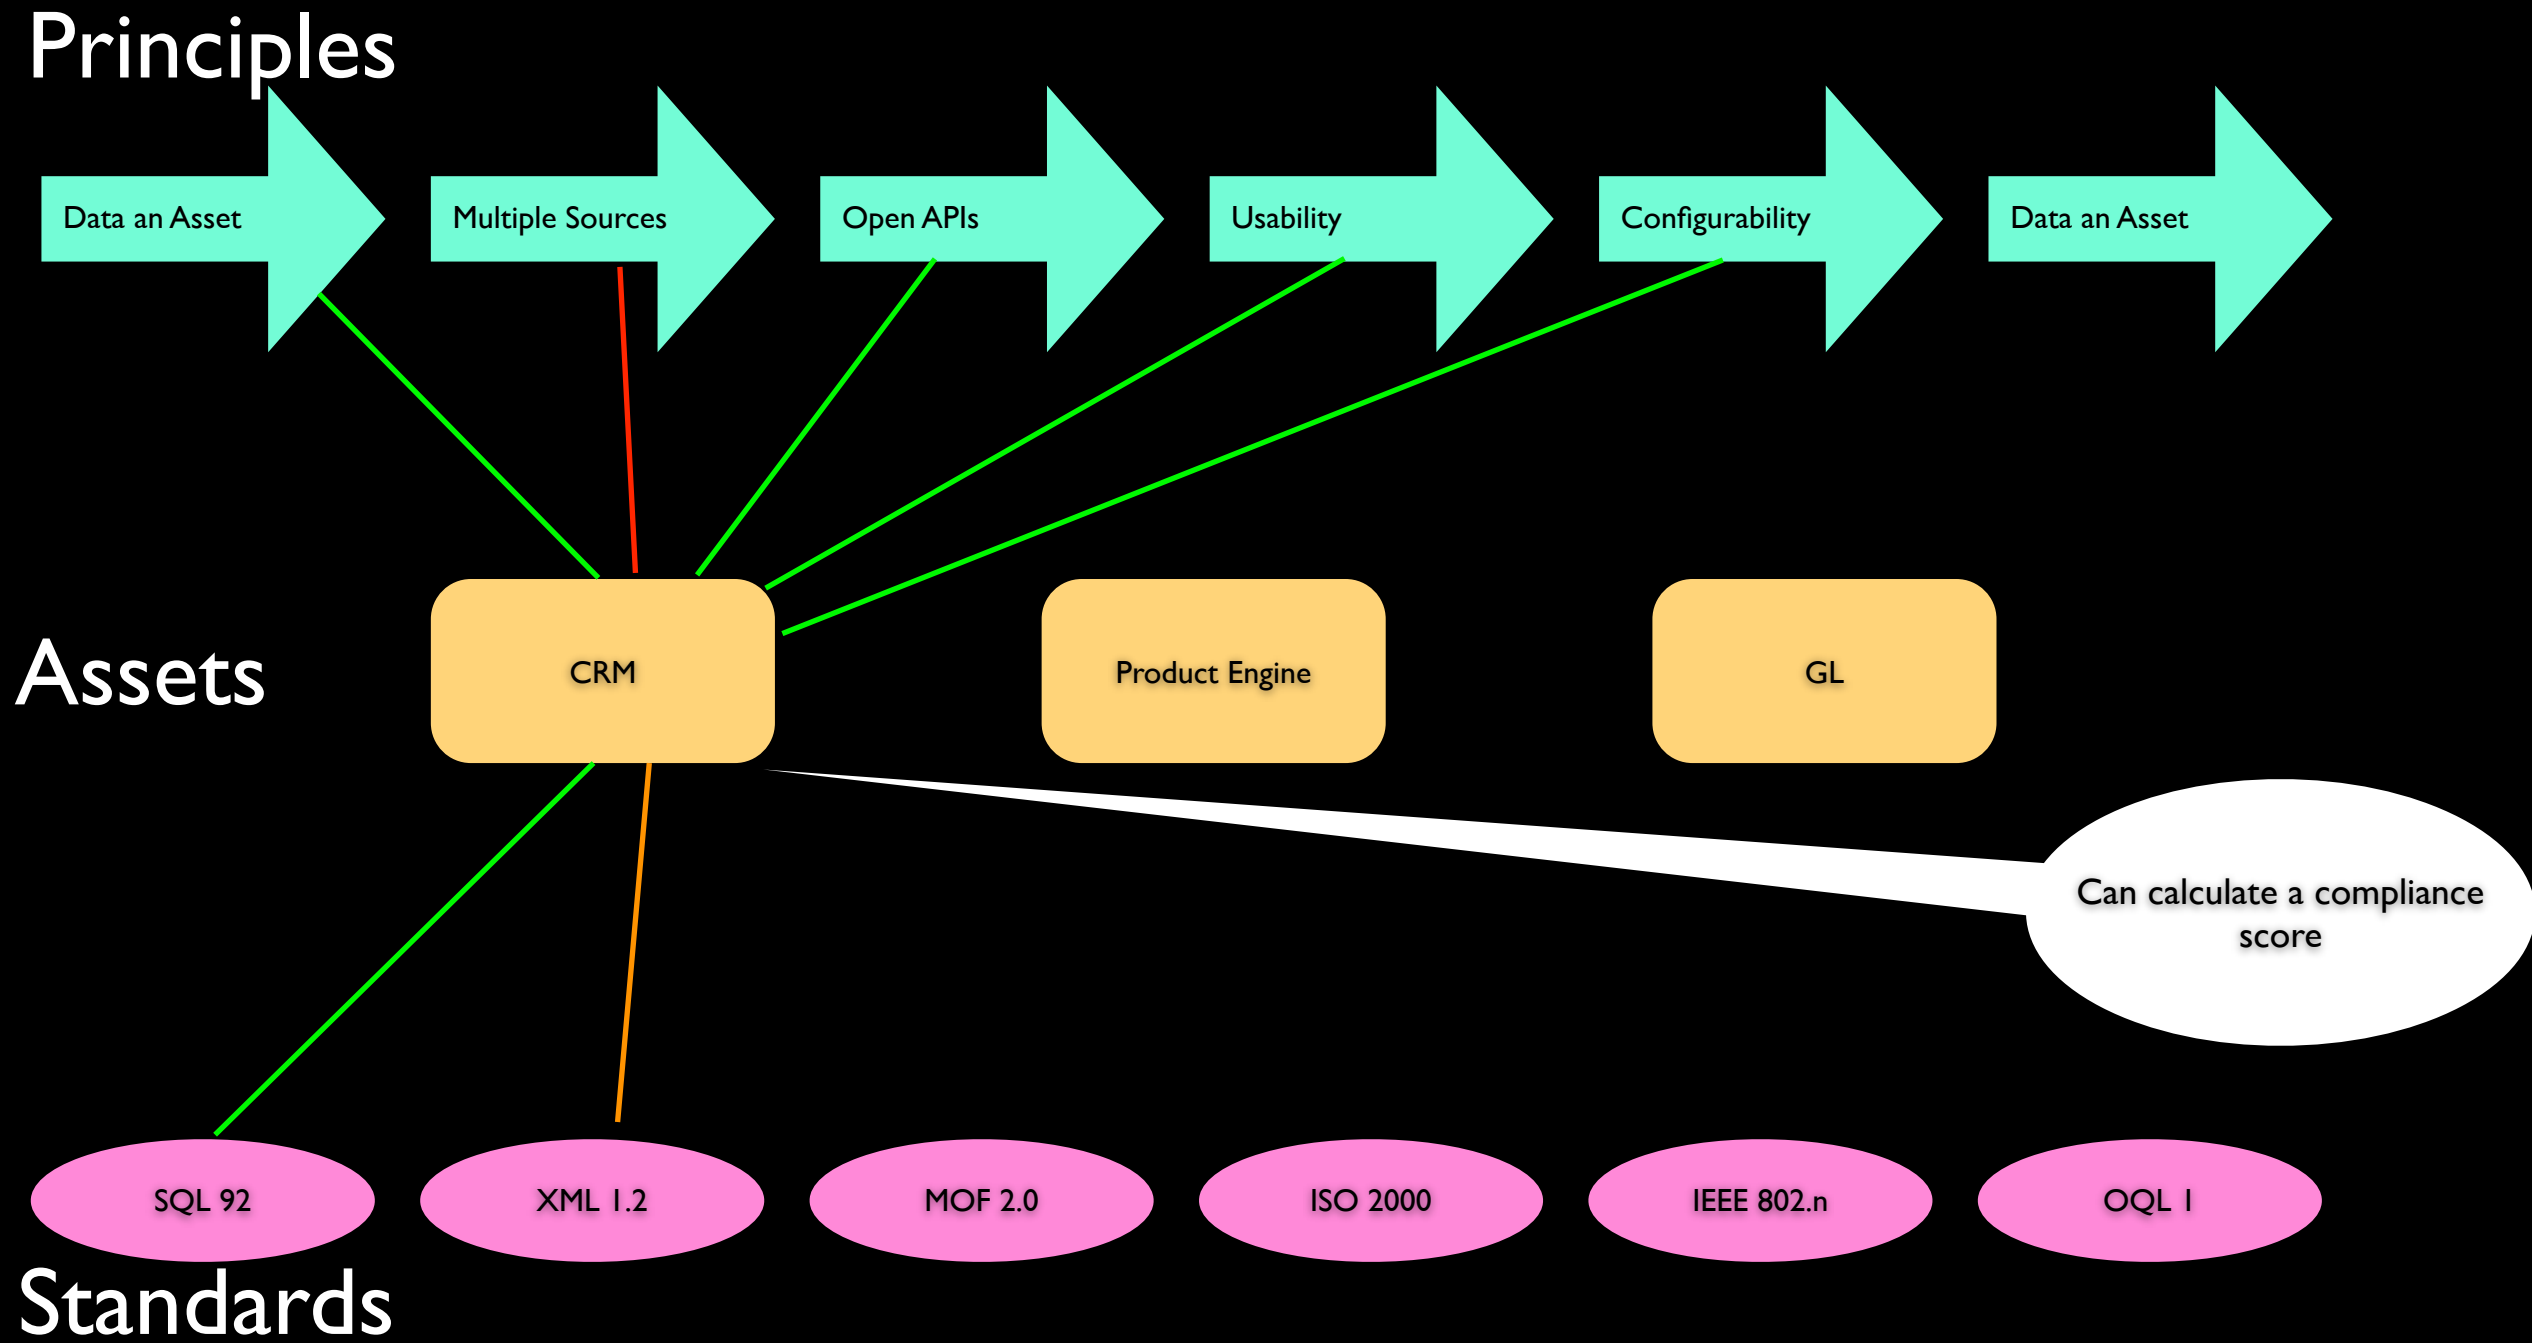 Principles
Data an Asset
Multiple Sources
Open APIs
Usability
Configurability
Data an Asset
Assets
CRM
Product Engine
GL
Can calculate a compliance
score
SQL 92
XML 1.2
MOF 2.0
ISO 2000
IEEE 802.n
OQL 1
Standards